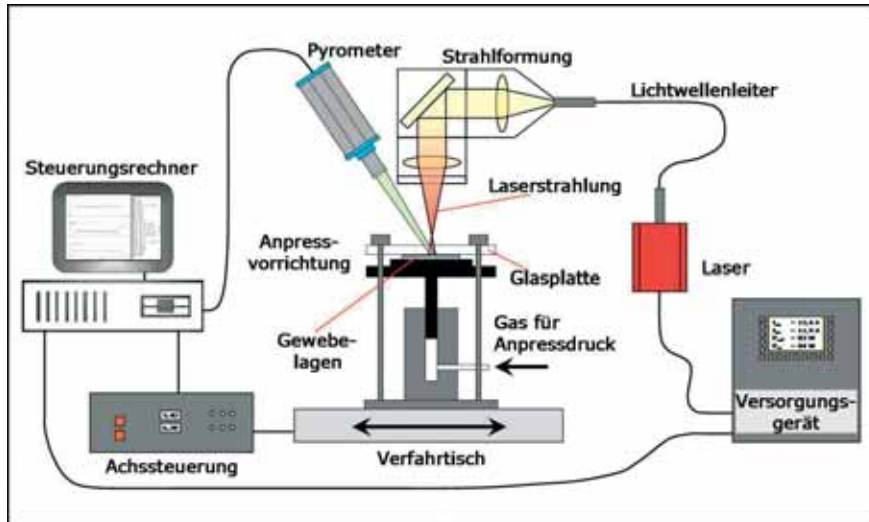 Pyrometer
Strahlformung
Lichtwellenleiter
Steuerungsrechner
Laserstrahlung
Anpress-
vorrichtung
Glasplatte
Laser
Gewebe-
lagen
Gas für
Anpressdruck
Versorgungs-
gerät
Achssteuerung
Verfahrtisch